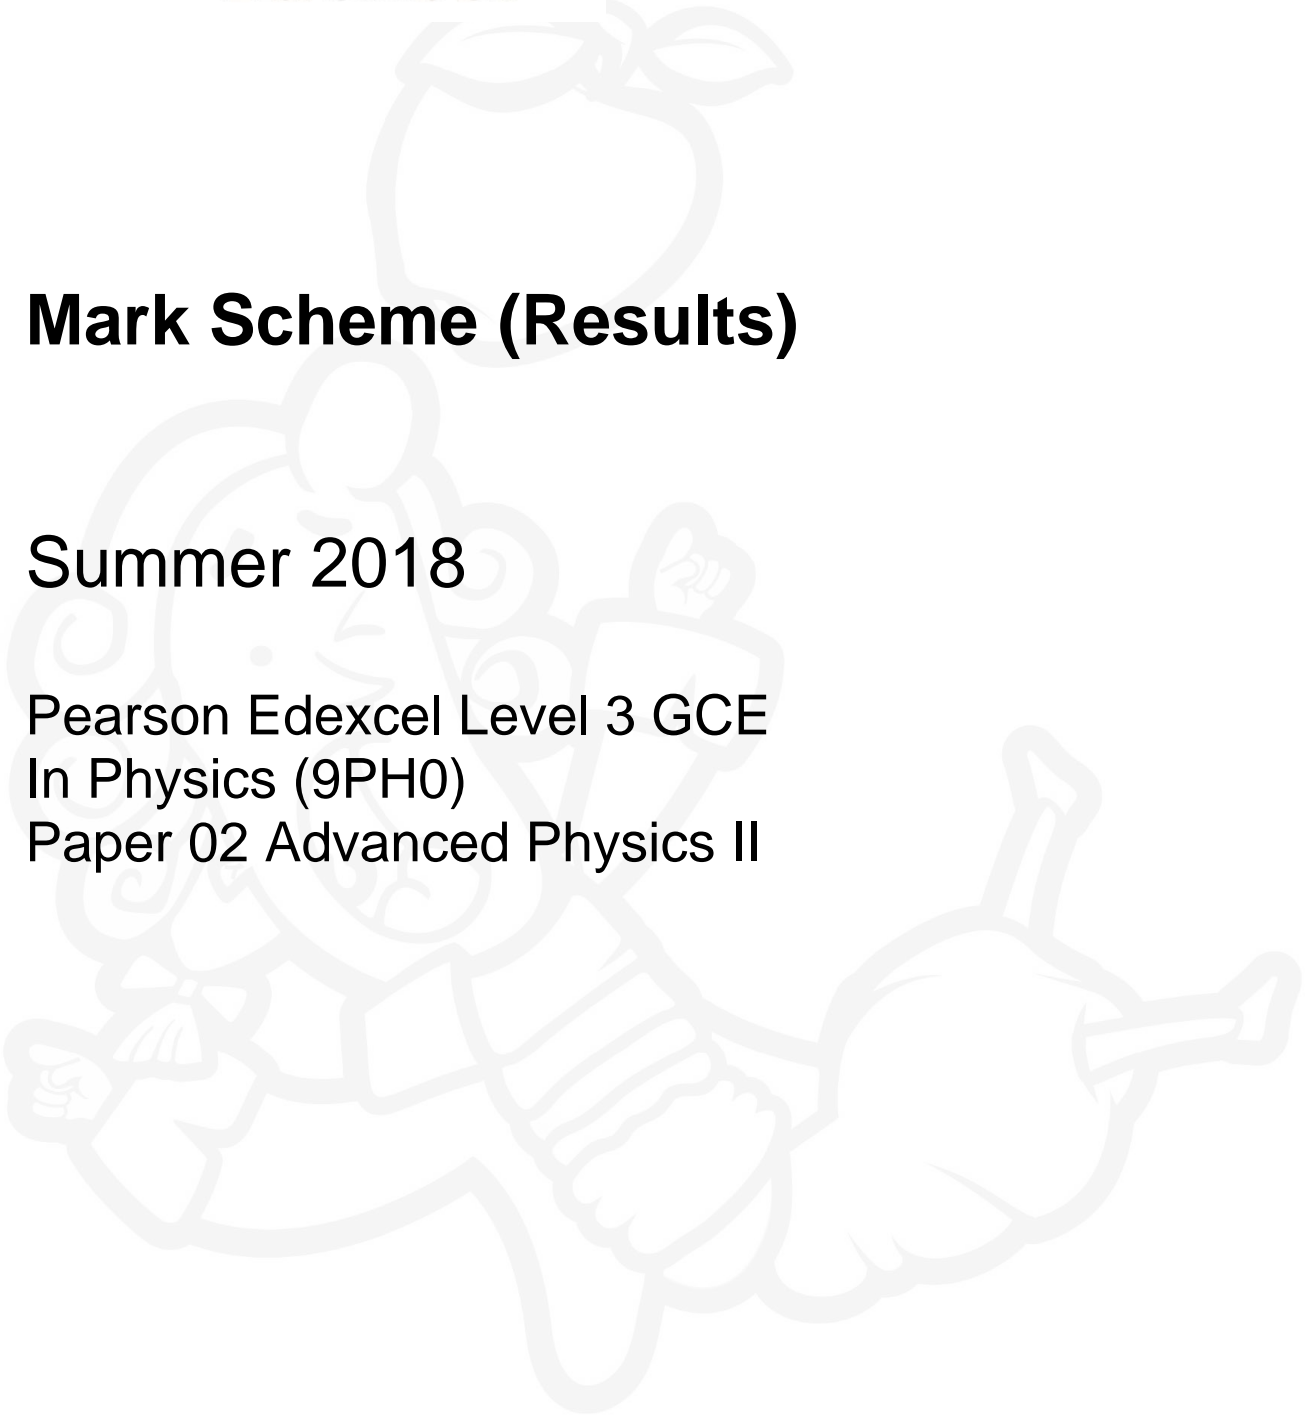 Mark Scheme (Results)
Summer 2018
Pearson Edexcel Level 3 GCE
In Physics (9PH0)
Paper 02 Advanced Physics II